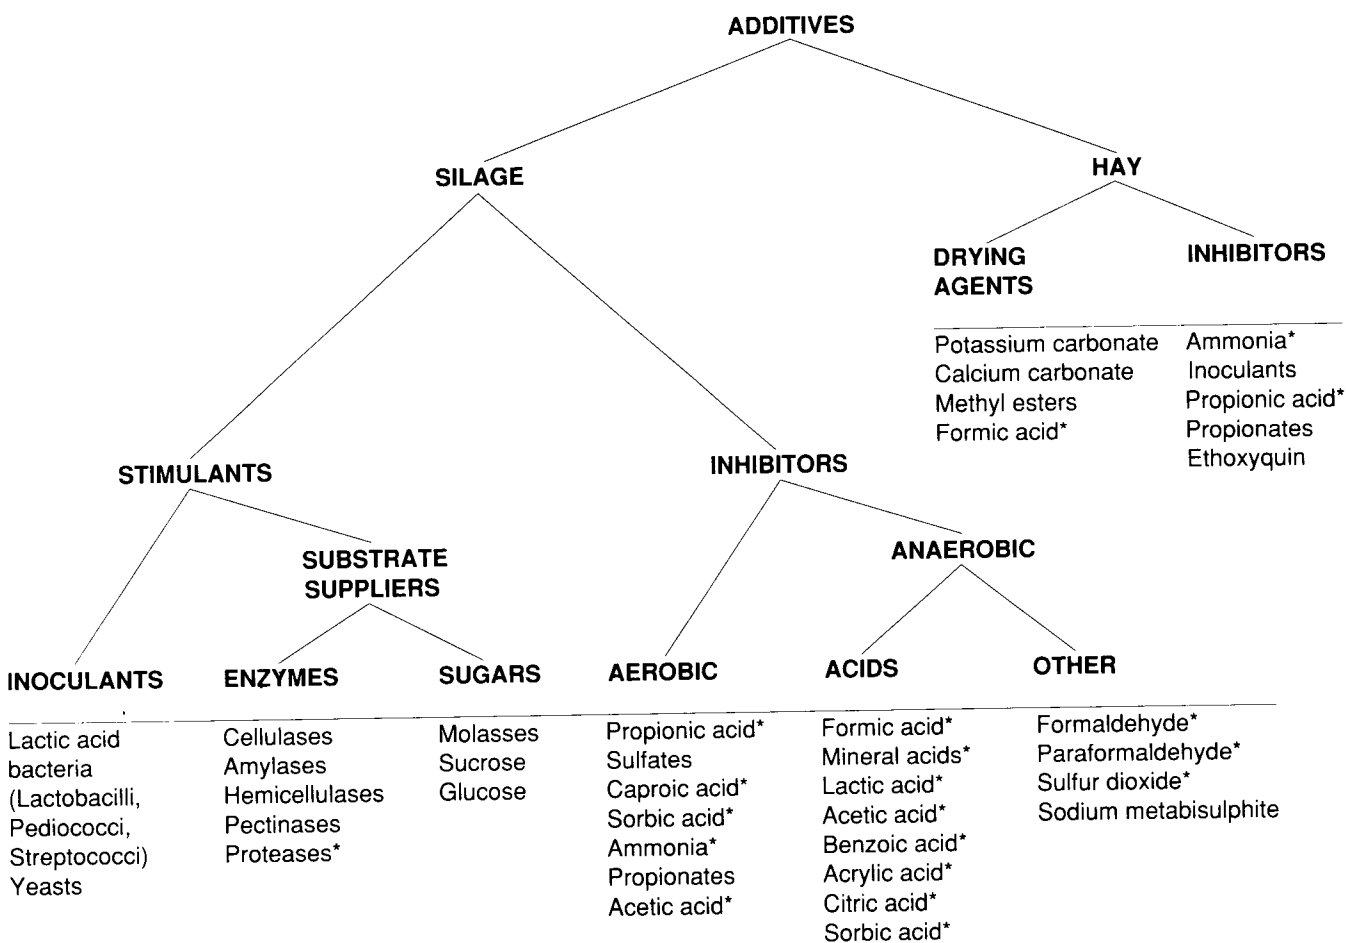 ADDITIVES
SILAGE
HAY
DRYING
AGENTS
INHIBITORS
Potassium carbonate
Calcium carbonate
Methyl esters
Formic acid*
Ammonia*
Inoculants
Propionic acid*
Propionates
Ethoxyquin
STIMULANTS
INHIBITORS
SUBSTRATE
SUPPLIERS
ANAEROBIC
INOCULANTS
ENZYMES
SUGARS
AEROBIC
ACIDS
OTHER
Lactic acid
bacteria
(Lactobacilli,
Pediococci,
Streptococci)
Yeasts
Cellulases
Amylases
Hemicellulases
Pectinases
Proteases*
Molasses
Sucrose
Glucose
Propionic acid*
Sulfates
Caproic acid*
Sorbic acid*
Ammonia*
Propionates
Acetic acid*
Formic acid*
Mineral acids*
Lactic acid*
Acetic acid*
Benzoic acid*
Acrylic acid*
Citric acid*
Sorbic acid*
Formaldehyde*
Paraformaldehyde*
Sulfur dioxide*
Sodium metabisulphite